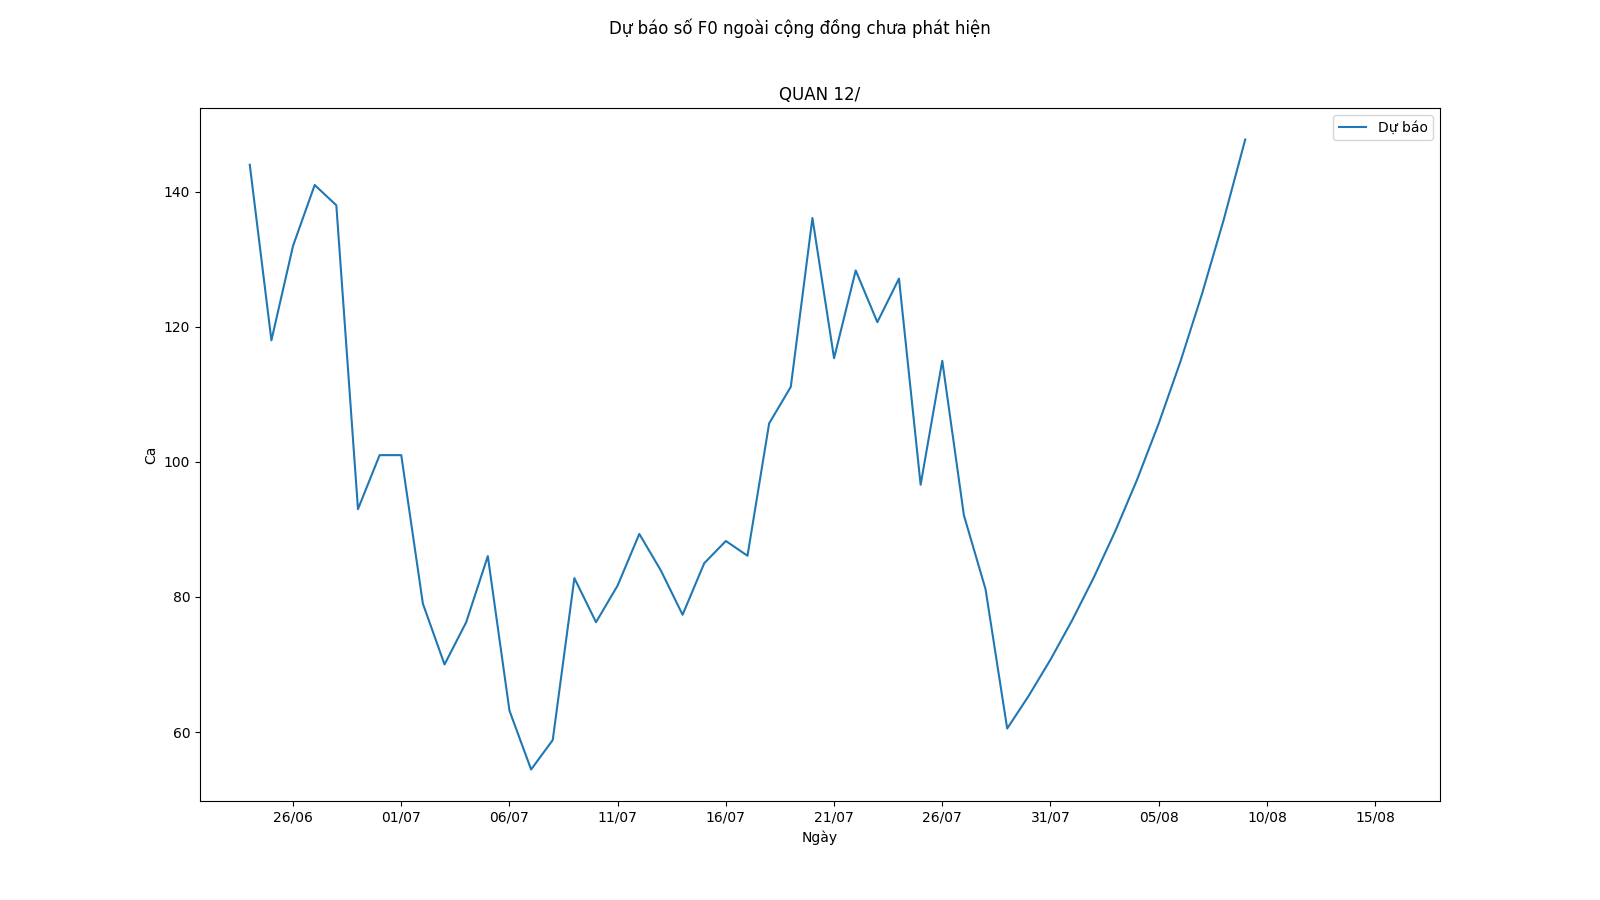 Dự báo số F0 ngoài cộng đồng chưa phát hiện
QUAN 12/
Dự báo
140
120
100
80
60
Ca
26/06 01/07 06/07 11/07 16/07 21/07 26/07 31/07 05/08 10/08 15/08
Ngày